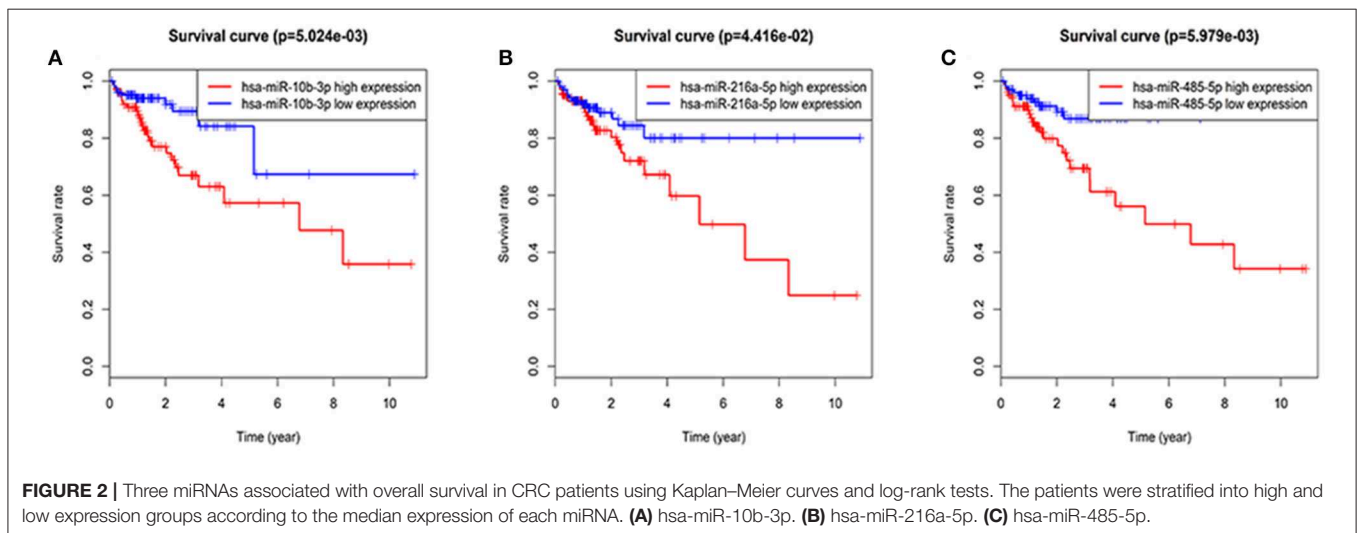 A
Survival curve (p=5.024e-03)
hsa-miR-10b-3p high expression
hsa-miR-10b-3p low expression
Survival rate
1.0
0.8
0.6
0.4
0.2
0.0
0 2 4 6 8 10
Time (year)
B
Survival curve (p=4.416e-02)
hsa-miR-216a-5p high expression
hsa-miR-216a-5p low expression
Survival rate
1.0
0.8
0.6
0.4
0.2
0.0
0 2 4 6 8 10
Time (year)
C
Survival curve (p=5.979e-03)
hsa-miR-485-5p high expression
hsa-miR-485-5p low expression
Survival rate
1.0
0.8
0.6
0.4
0.2
0.0
0 2 4 6 8 10
Time (year)
FIGURE 2 | Three miRNAs associated with overall survival in CRC patients using Kaplan–Meier curves and log-rank tests. The patients were stratified into high and
low expression groups according to the median expression of each miRNA. (A) hsa-miR-10b-3p. (B) hsa-miR-216a-5p. (C) hsa-miR-485-5p.